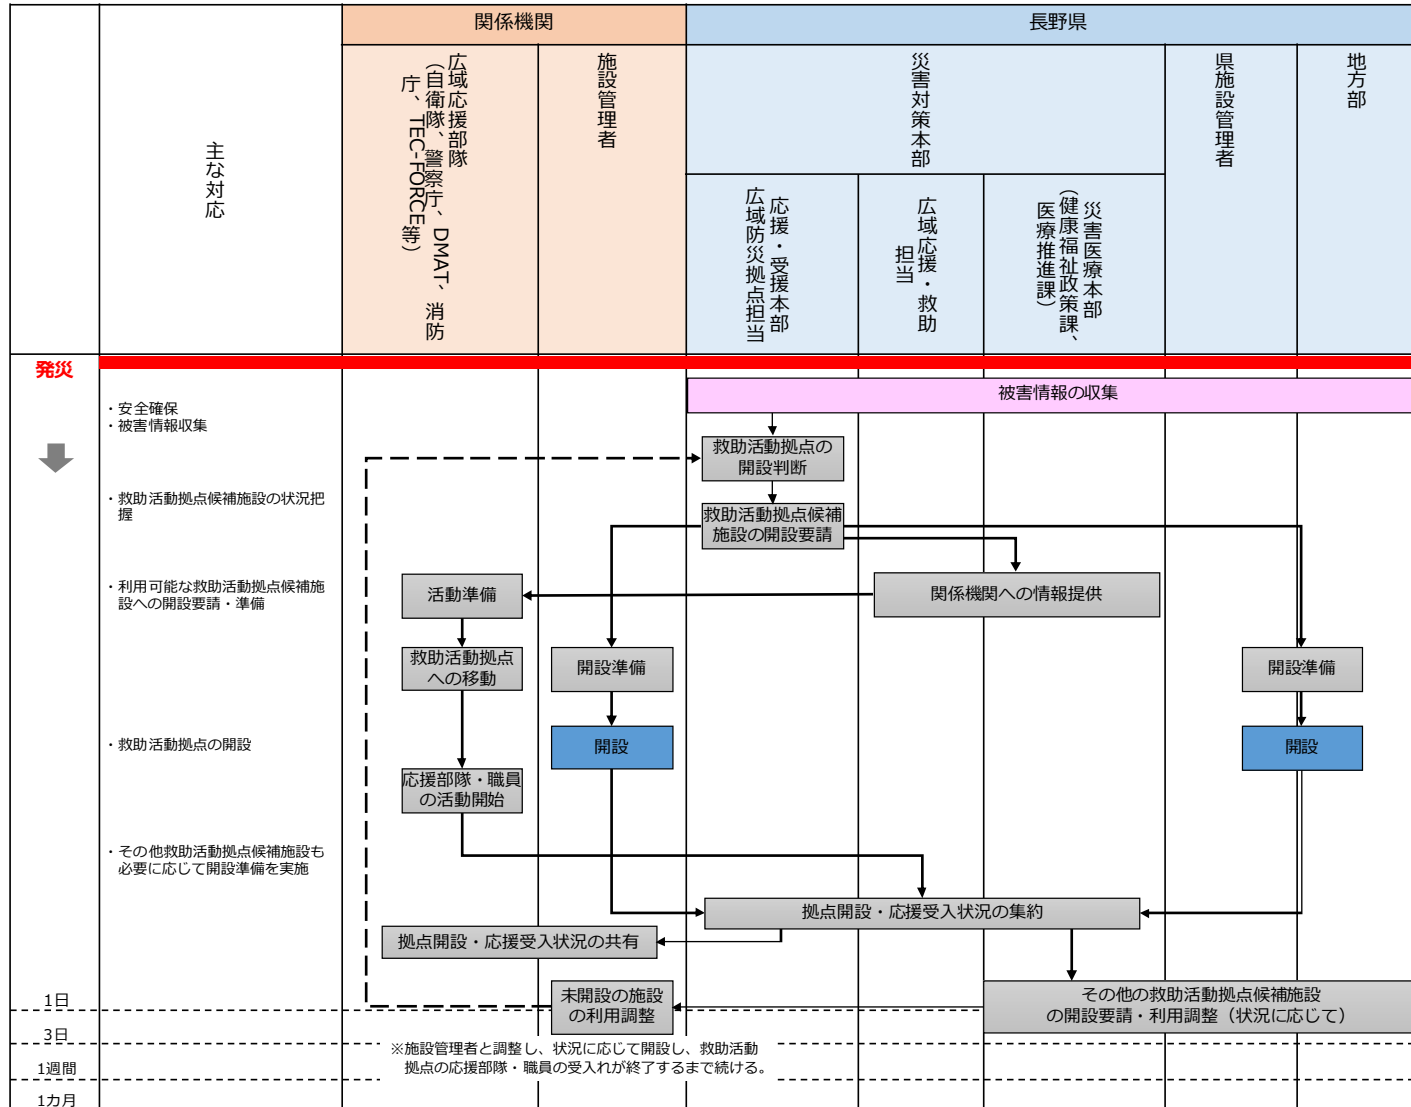 関係機関
長野県
主な対応
広域応援部隊
（自衛隊、警察庁、DMAT、消防
庁、TEC-FORCE等）
施設管理者
災害対策本部
県施設管理者
地方部
応援・受援本部
広域防災拠点担当
広域応援・救助
担当
災害医療本部
（健康福祉政策課、
医療推進課）
発災
被害情報の収集
・安全確保
・被害情報収集
救助活動拠点の
開設判断
・救助活動拠点候補施設の状況把
握
救助活動拠点候補
施設の開設要請
・利用可能な救助活動拠点候補施
設への開設要請・準備
活動準備
関係機関への情報提供
救助活動拠点
への移動
開設準備
開設準備
・救助活動拠点の開設
開設
開設
応援部隊・職員
の活動開始
・その他救助活動拠点候補施設も
必要に応じて開設準備を実施
拠点開設・応援受入状況の集約
拠点開設・応援受入状況の共有
未開設の施設
の利用調整
その他の救助活動拠点候補施設
の開設要請・利用調整（状況に応じて）
1日
3日
※施設管理者と調整し、状況に応じて開設し、救助活動
拠点の応援部隊・職員の受入れが終了するまで続ける。
1週間
1カ月